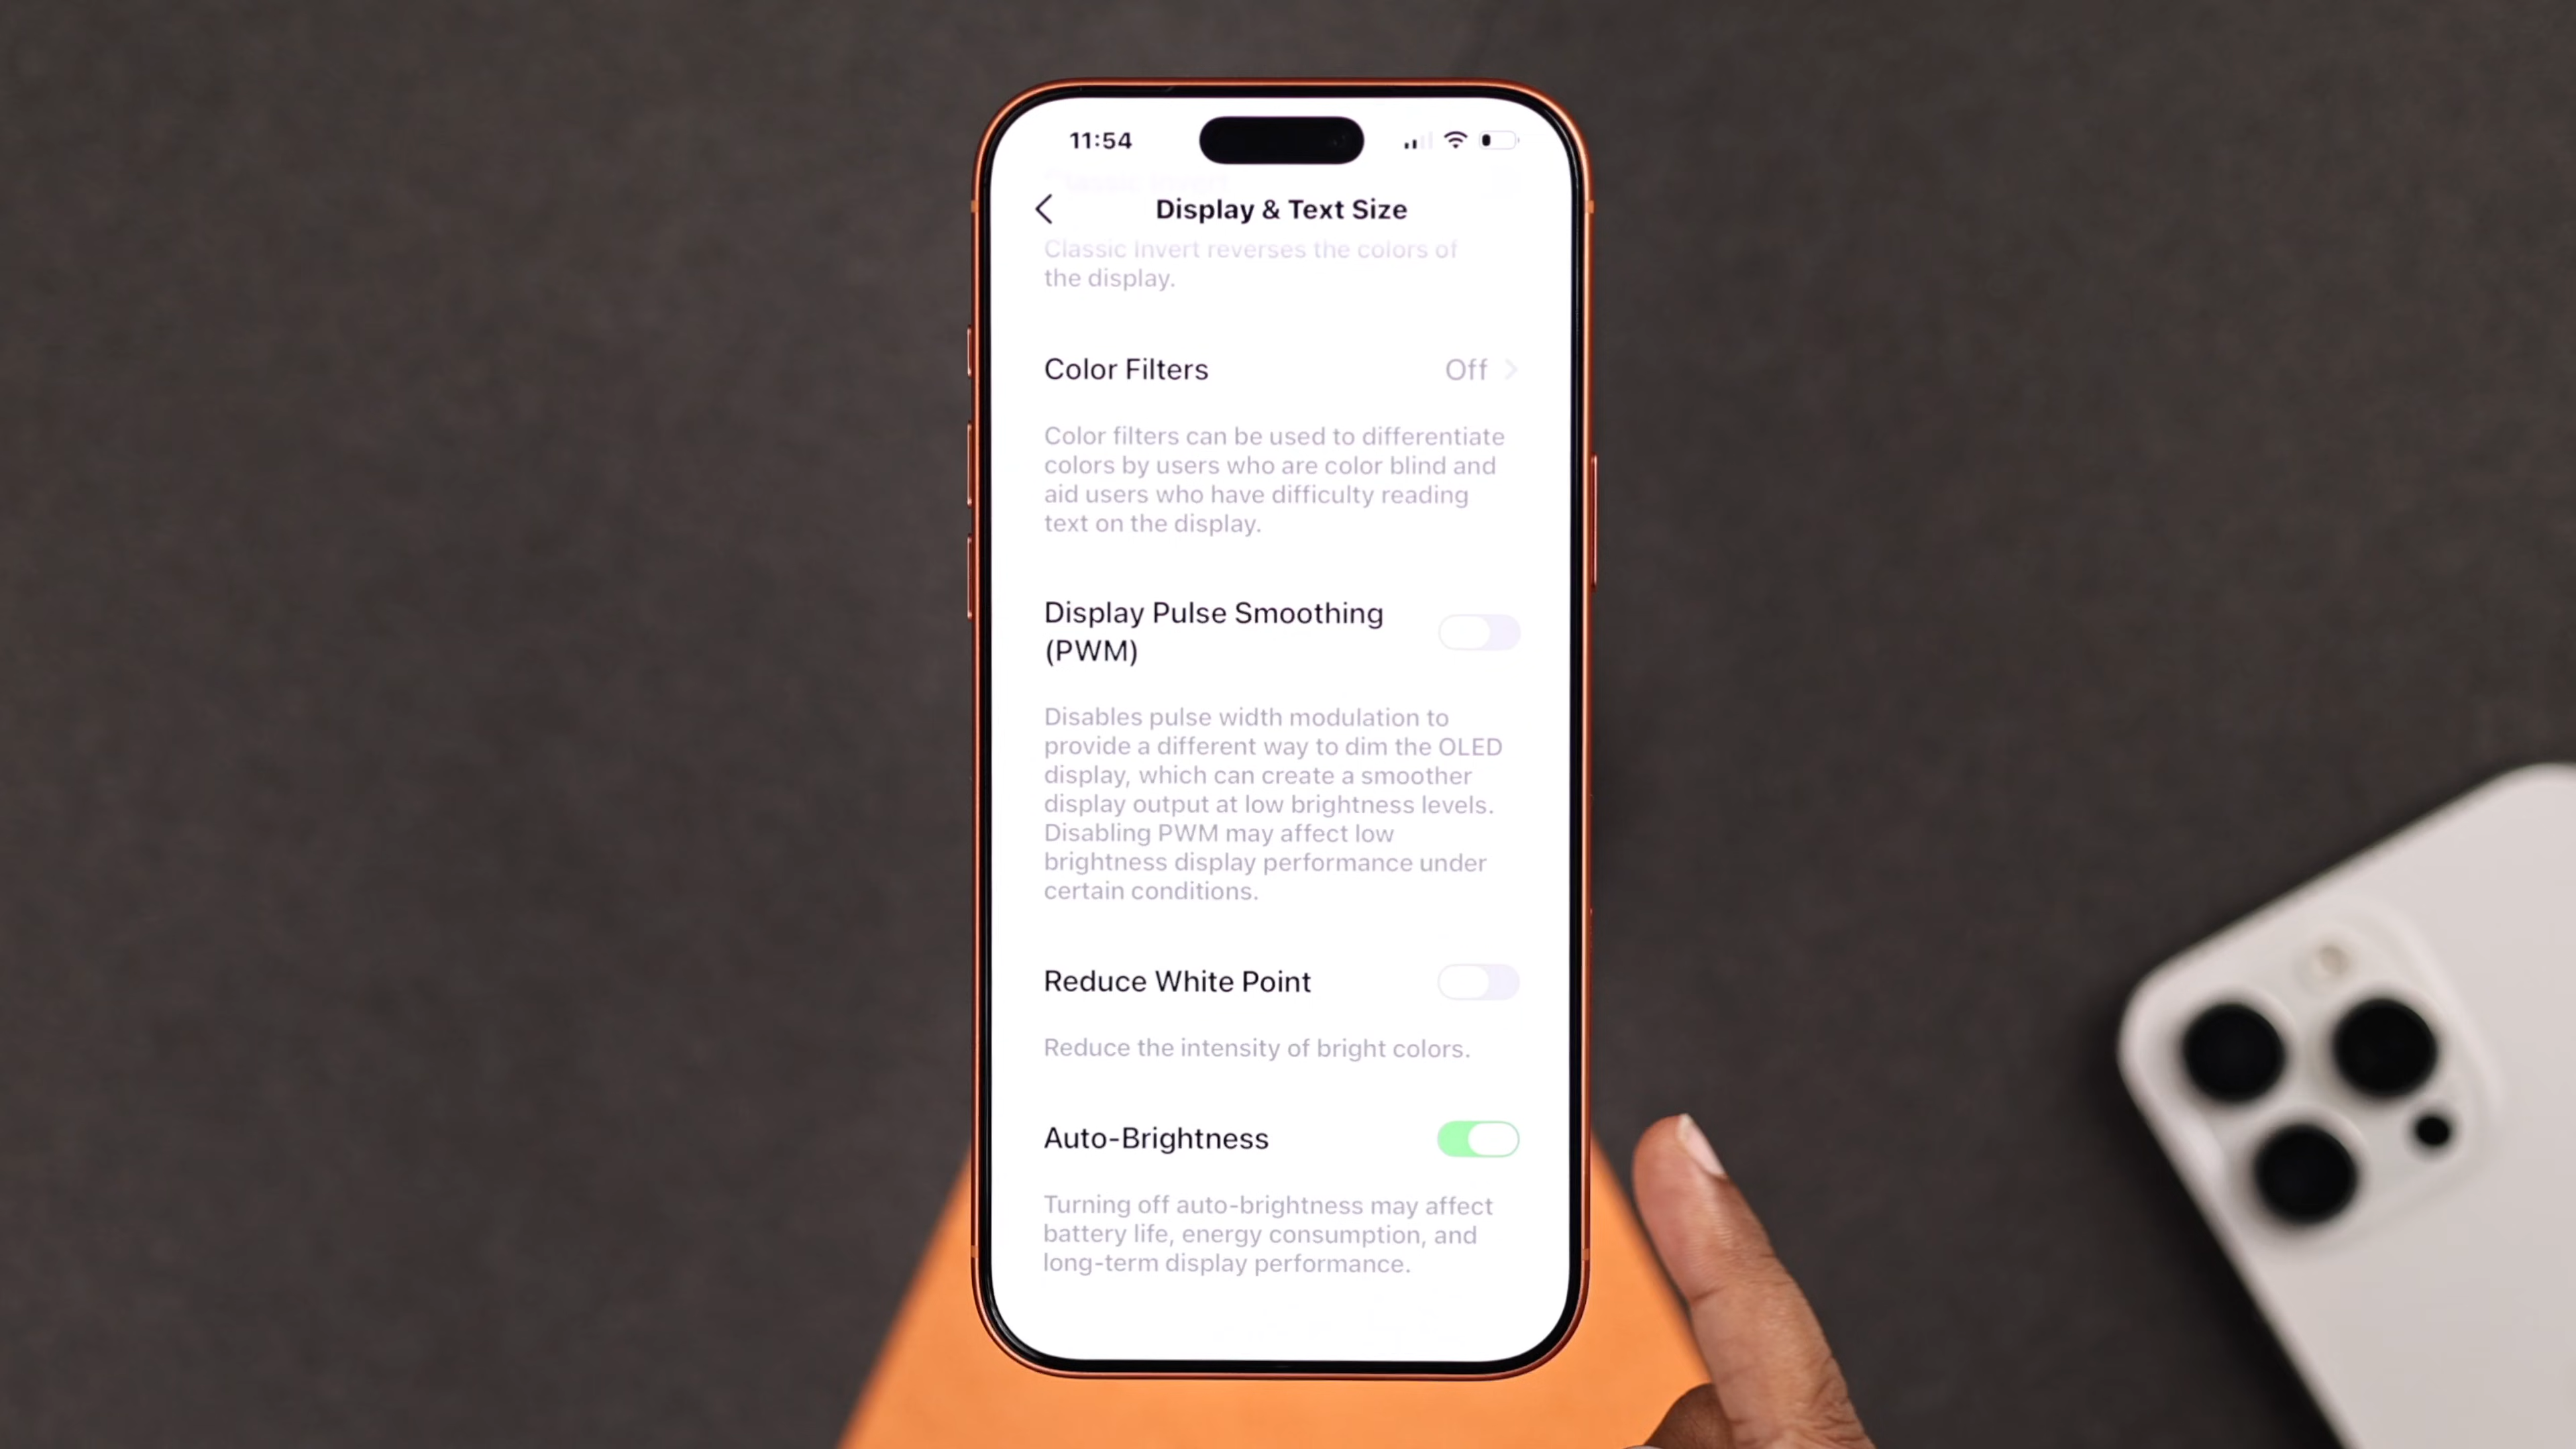 11:54
Display & Text Size
Classic Invert reverses the colors of
the display.
Color Filters
Off
Color filters can be used to differentiate
colors by users who are color blind and
aid users who have difficulty reading
text on the display.
Display Pulse Smoothing
(PWM)
Disables pulse width modulation to
provide a different way to dim the OLED
display, which can create a smoother
display output at low brightness levels.
Disabling PWM may affect low
brightness display performance under
certain conditions.
Reduce White Point
Reduce the intensity of bright colors.
Auto-Brightness
Turning off auto-brightness may affect
battery life, energy consumption, and
long-term display performance.